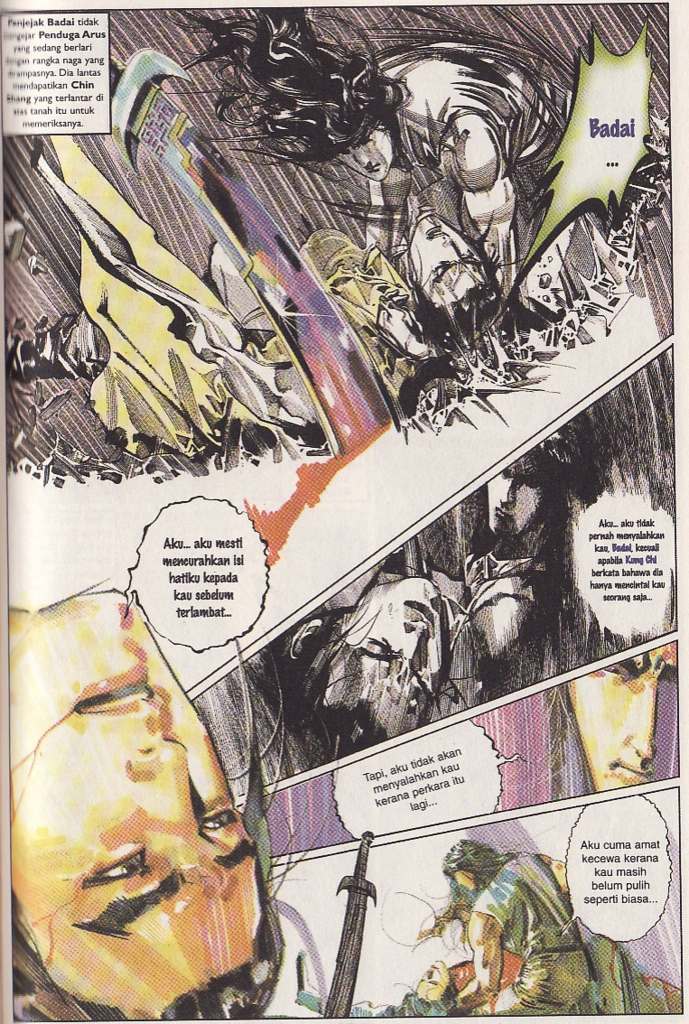 Penjejak Badai tidak
mengejar Penduga Arus
yang sedang berlari
dengan rangka naga yang
dirampasnya. Dia lantas
mendapatikan Chin
Shang yang terlantar di
atas tanah itu untuk
memeriksanya.
Badai
...
Aku... aku mesti
mencurahkan isi
hatiku kepada
kau sebelum
terlambat...
Aku... aku tidak
pernah menyalahkan
kau, Badai, kecuali
apabila Kung Chi
berkata bahawa dia
hanya mencintai kau
seorang saja...
Tapi, aku tidak akan
menyalahkan kau
kerana perkara itu
lagi...
Aku cuma amat
kecewa kerana
kau masih
belum pulih
seperti biasa...